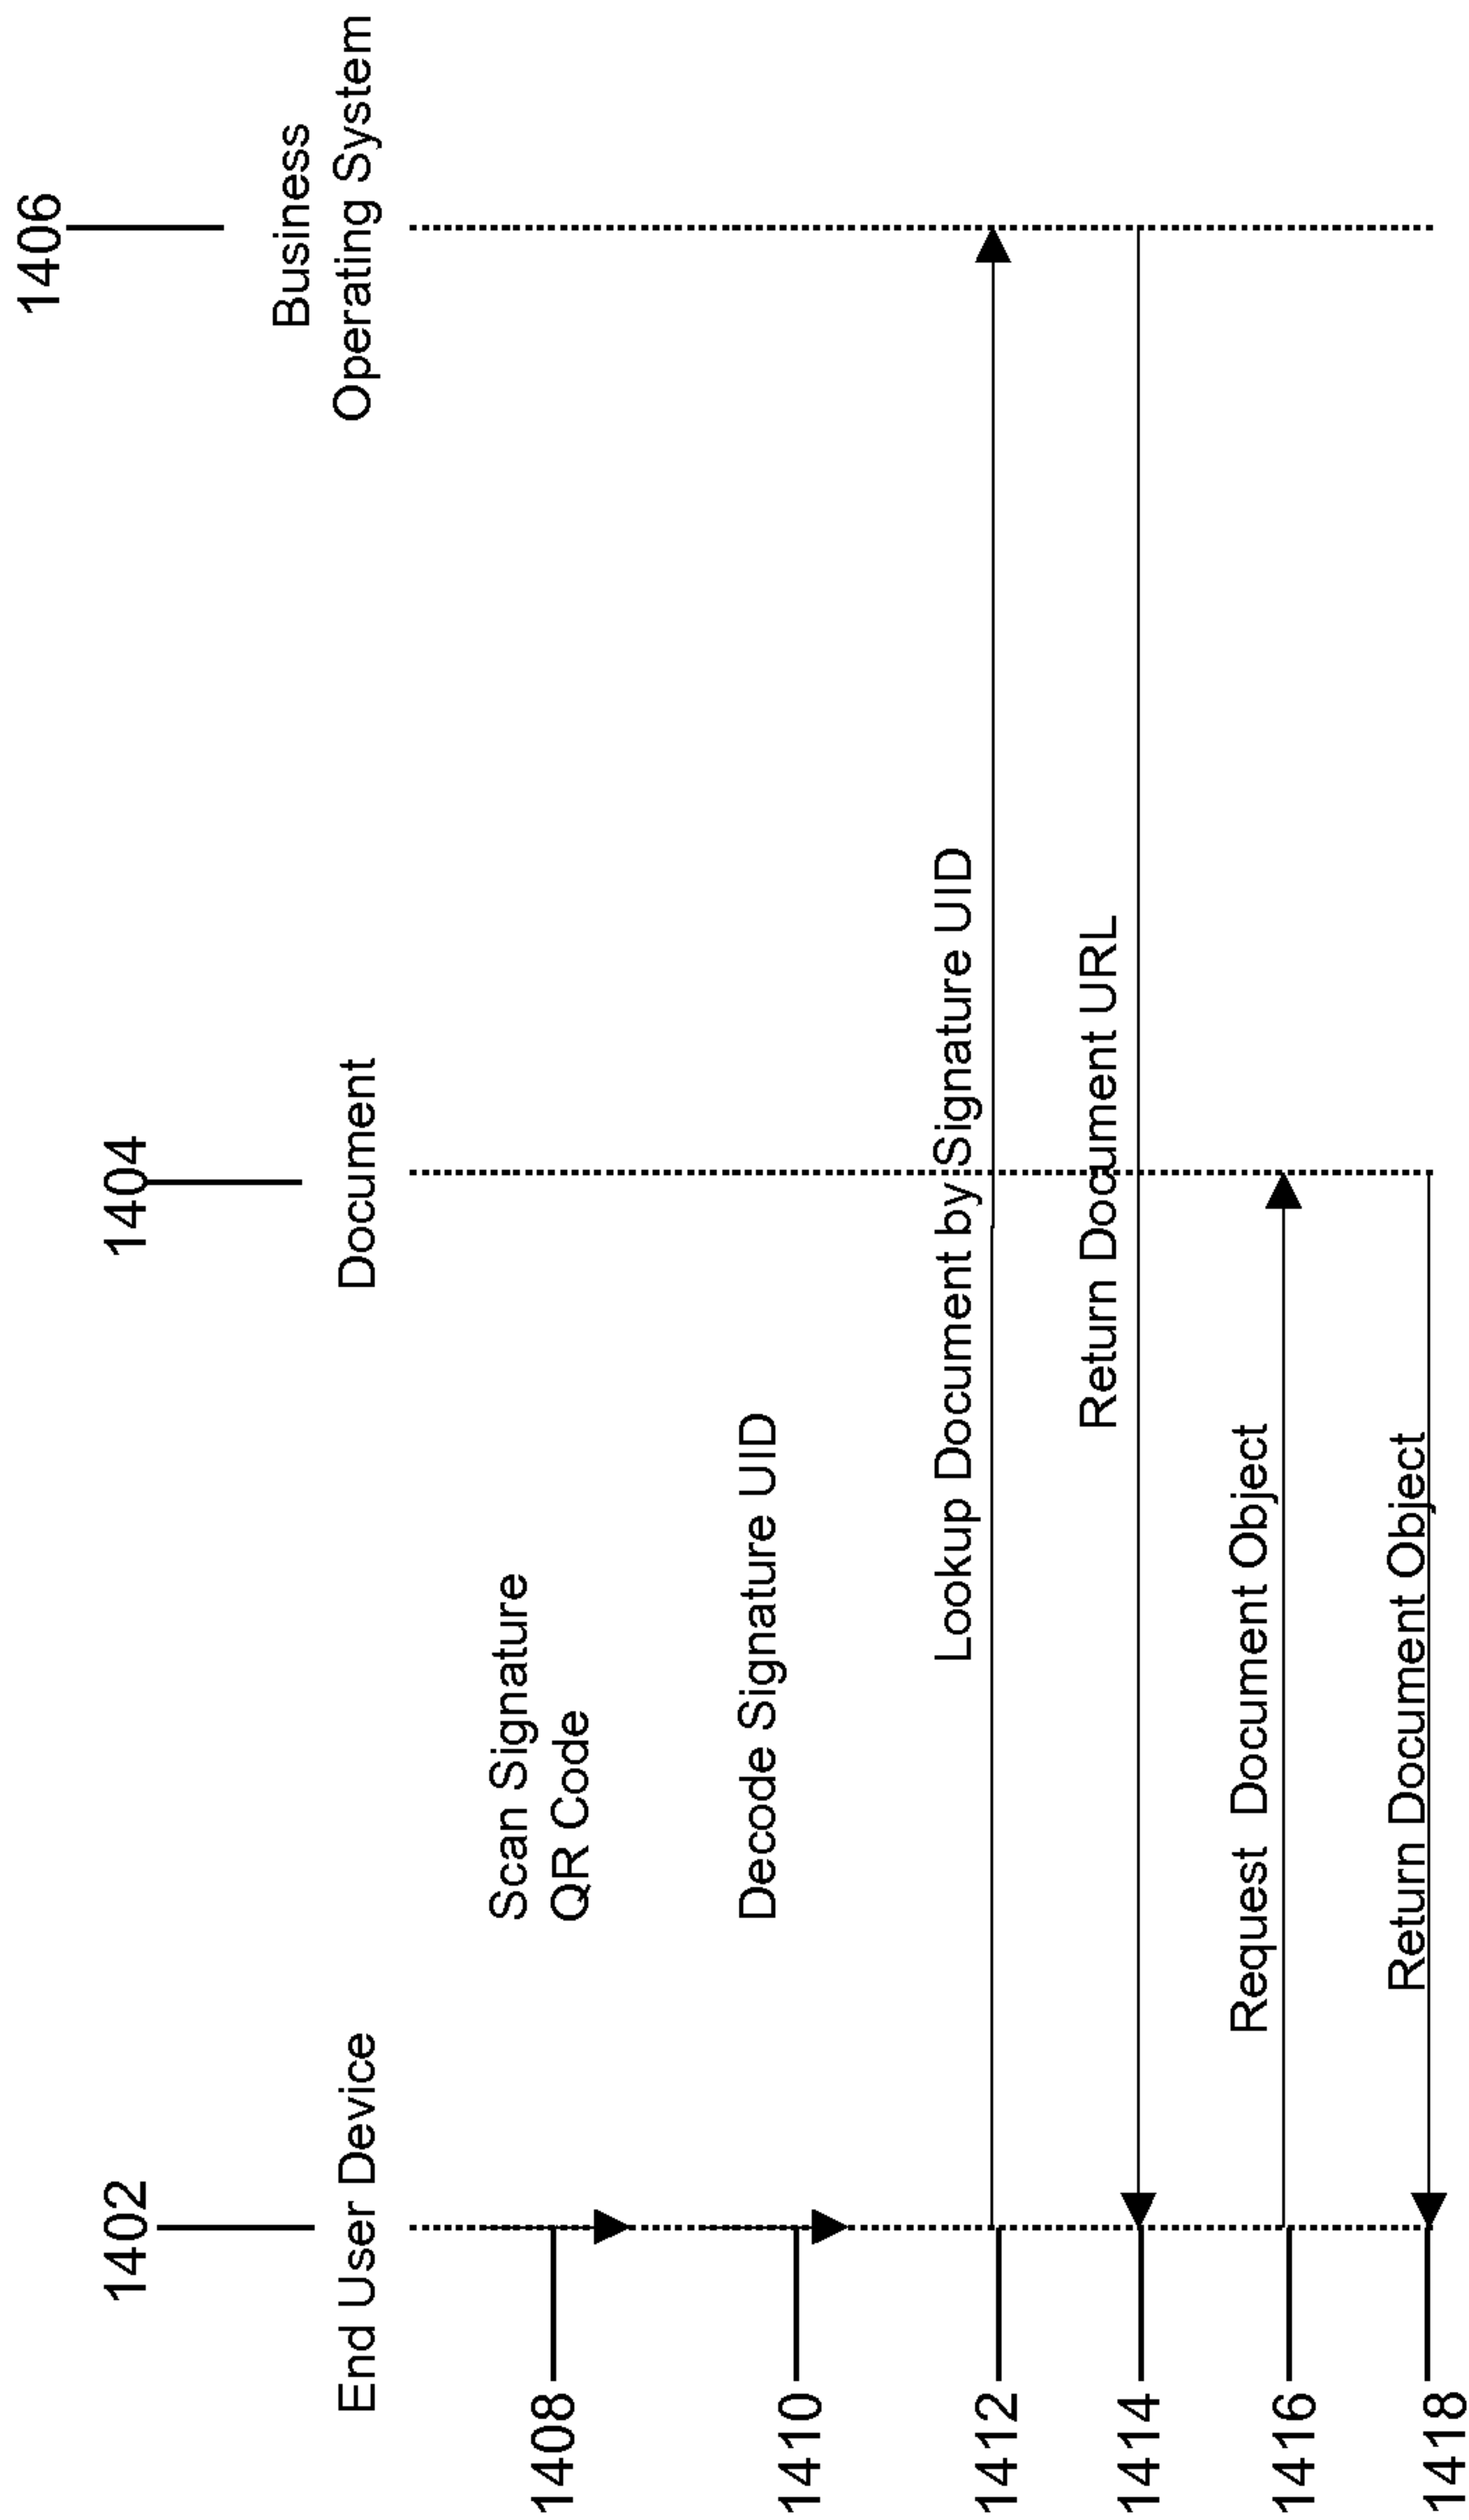 1406
1402
1404
Business
Operating System
End User Device
Document
Scan Signature
QR Code
1408
Decode Signature UID
1410
Lookup Document by Signature UID
1412
Return Document URL
1414
Request Document Object
1416
Return Document Object
1418